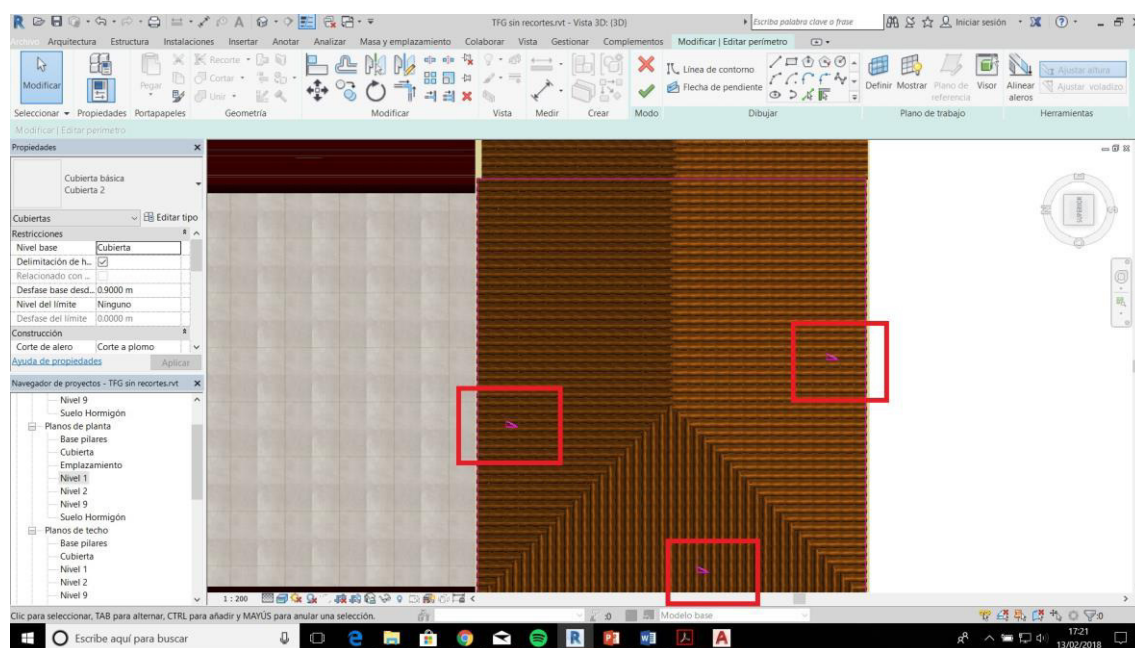 TFG sin recortes.rvt - Vista 3D: {3D}
Escriba palabra clave o frase
Iniciar sesión
Archivo Arquitectura Estructura Instalaciones Insertar Anotar Analizar Masa y emplazamiento Colaborar Vista Gestionar Complementos Modificar | Editar perímetro
Modificar
Pegar
Recorte
Cortar
Unir
Línea de contorno
Flecha de pendiente
Definir Mostrar Plano de referencia Visor
Alinear aleros
Ajustar altura
Ajustar voladizo
Seleccionar Propiedades Portapapeles Geometría Modificar Vista Medir Crear Modo Dibujar Plano de trabajo Herramientas
Modificar | Editar perímetro
Propiedades
Cubierta básica
Cubierta 2
Cubiertas Editar tipo
Restricciones
Nivel base Cubierta
Delimitación de h...
Relacionado con ...
Desfase base desd... 0.9000 m
Nivel del límite Ninguno
Desfase del límite 0.0000 m
Construcción
Corte de alero Corte a plomo
Ayuda de propiedades Aplicar
Navegador de proyectos - TFG sin recortes.rvt
Nivel 9
Suelo Hormigón
Planos de planta
Base pilares
Cubierta
Emplazamiento
Nivel 1
Nivel 2
Nivel 9
Suelo Hormigón
Planos de techo
Base pilares
Cubierta
Nivel 1
Nivel 2
Nivel 9
SUPERIOR
1 : 200
Clic para seleccionar, TAB para alternar, CTRL para añadir y MAYÚS para anular una selección.
:0
Modelo base
:0
Escribe aquí para buscar
17:21
13/02/2018